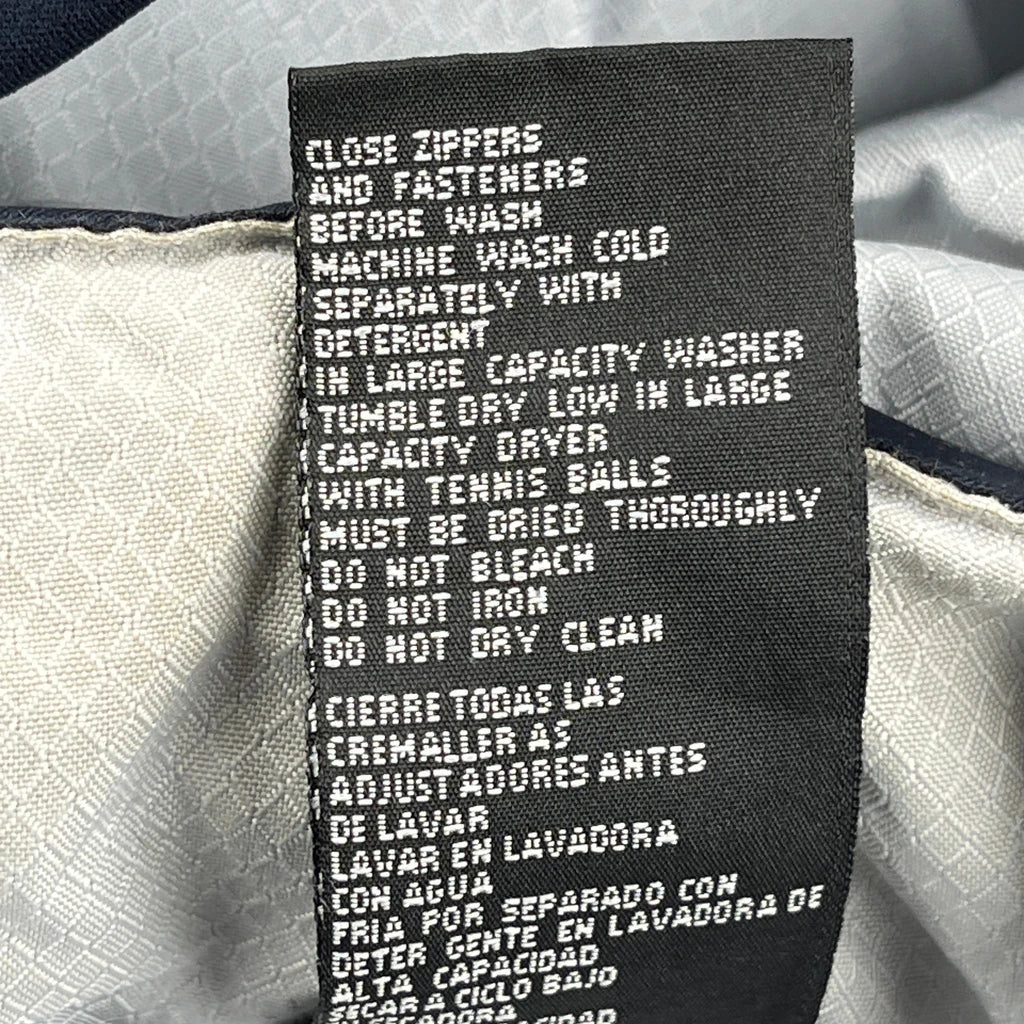 CLOSE ZIPPERS
AND FASTENERS
BEFORE WASH
MACHINE WASH COLD
SEPARATELY WITH
DETERGENT
IN LARGE CAPACITY WASHER
TUMBLE DRY LOW IN LARGE
CAPACITY DRYER
WITH TENNIS BALLS
MUST BE DRIED THOROUGHLY
DO NOT BLEACH
DO NOT IRON
DO NOT DRY CLEAN
CIERRE TODAS LAS
CREMALLER AS
ADJUST ADORES ANTES
DE LAVAR
LAVAR EN LAVADORA
CON AGUA
FRIA POR SEPARADO CON
DETER GENTE EN LAVADORA DE
ALTA CAPACIDAD
SECAR A CICLO BAJO
CAPACIDAD